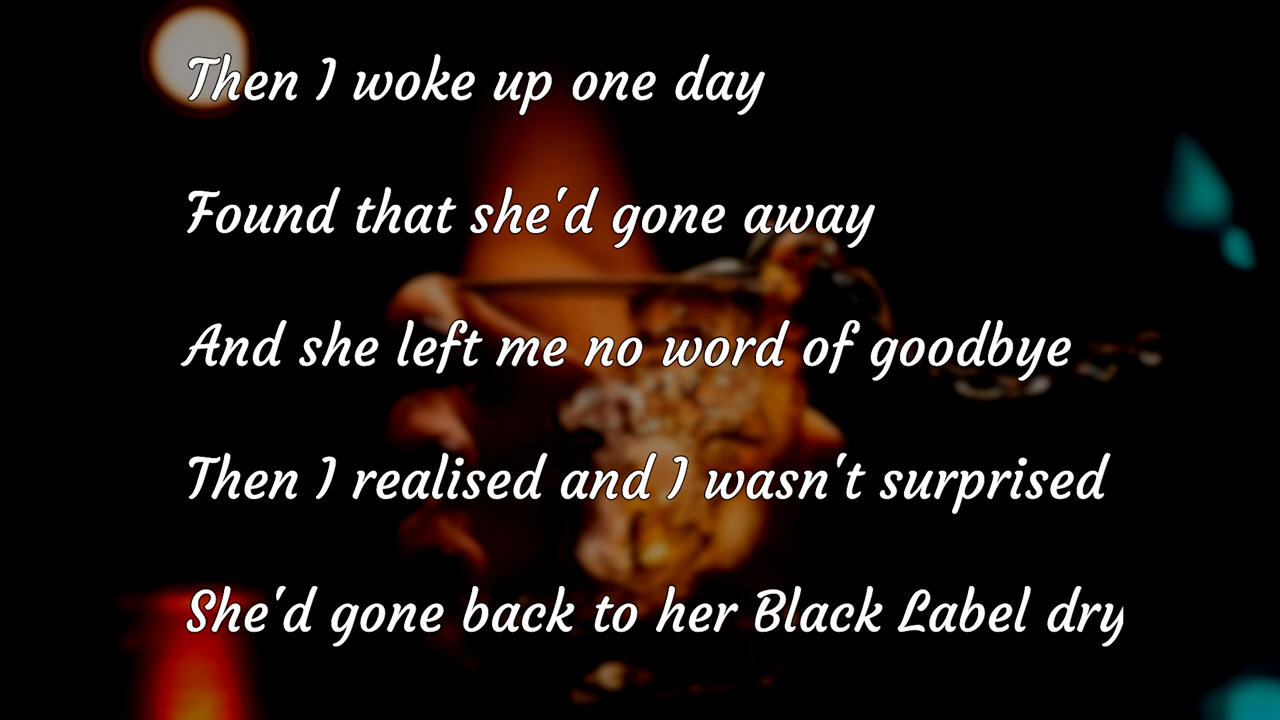 Then I woke up one day
Found that she'd gone away
And she left me no word of goodbye
Then I realised and I wasn't surprised
She'd gone back to her Black Label dry